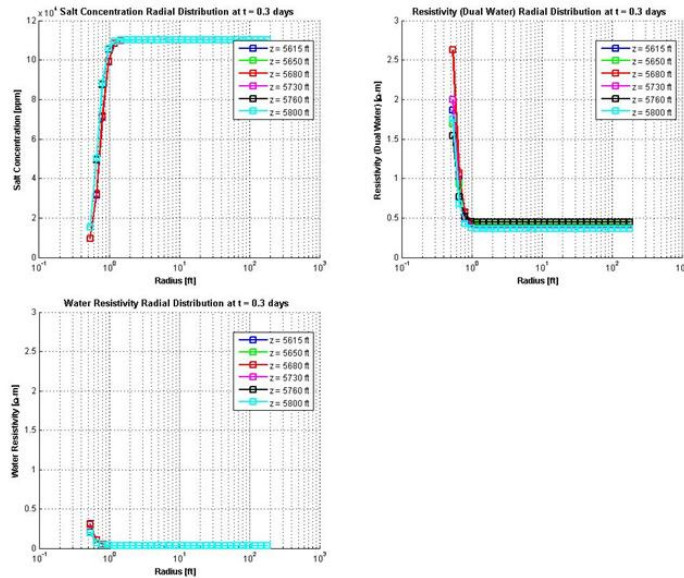 x 10⁴ Salt Concentration Radial Distribution at t = 0.3 days
12
10
8
6
4
2
0
Salt Concentration [ppm]
z = 5615 ft
z = 5650 ft
z = 5680 ft
z = 5730 ft
z = 5760 ft
z = 5800 ft
10⁻¹ 10⁰ 10¹ 10² 10³
Radius [ft]
Resistivity (Dual Water) Radial Distribution at t = 0.3 days
3
2.5
2
1.5
1
0.5
0
Resistivity (Dual Water) [Ω.m]
z = 5615 ft
z = 5650 ft
z = 5680 ft
z = 5730 ft
z = 5760 ft
z = 5800 ft
10⁻¹ 10⁰ 10¹ 10² 10
Radius [ft]
Water Resistivity Radial Distribution at t = 0.3 days
3
2.5
2
1.5
1
0.5
0
Water Resistivity [Ω.m]
z = 5615 ft
z = 5650 ft
z = 5680 ft
z = 5730 ft
z = 5760 ft
z = 5800 ft
10⁻¹ 10⁰ 10¹ 10² 10³
Radius [ft]